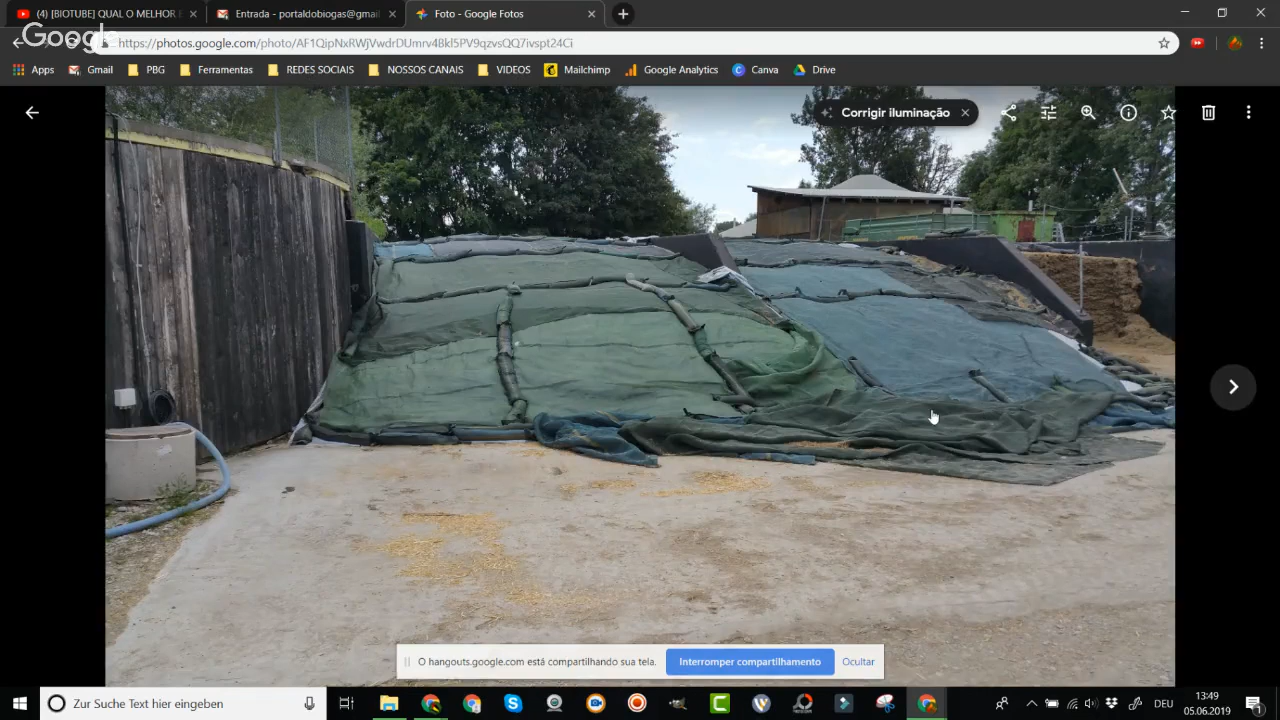 (4) [BIOTUBE] QUAL O MELHOR
Entrada - portaldobiogas@gmai
Foto - Google Fotos
Google
https://photos.google.com/photo/AF1QipNxRWjVwdrDUmrv4Bkl5PV9qzvsQQ7ivspt24Ci
Apps
Gmail
PBG
Ferramentas
REDES SOCIAIS
NOSSOS CANAIS
VIDEOS
Mailchimp
Google Analytics
Canva
Drive
Corrigir iluminação
O hangouts.google.com está compartilhando sua tela.
Interromper compartilhamento
Ocultar
Zur Suche Text hier eingeben
DEU
13:49
05.06.2019